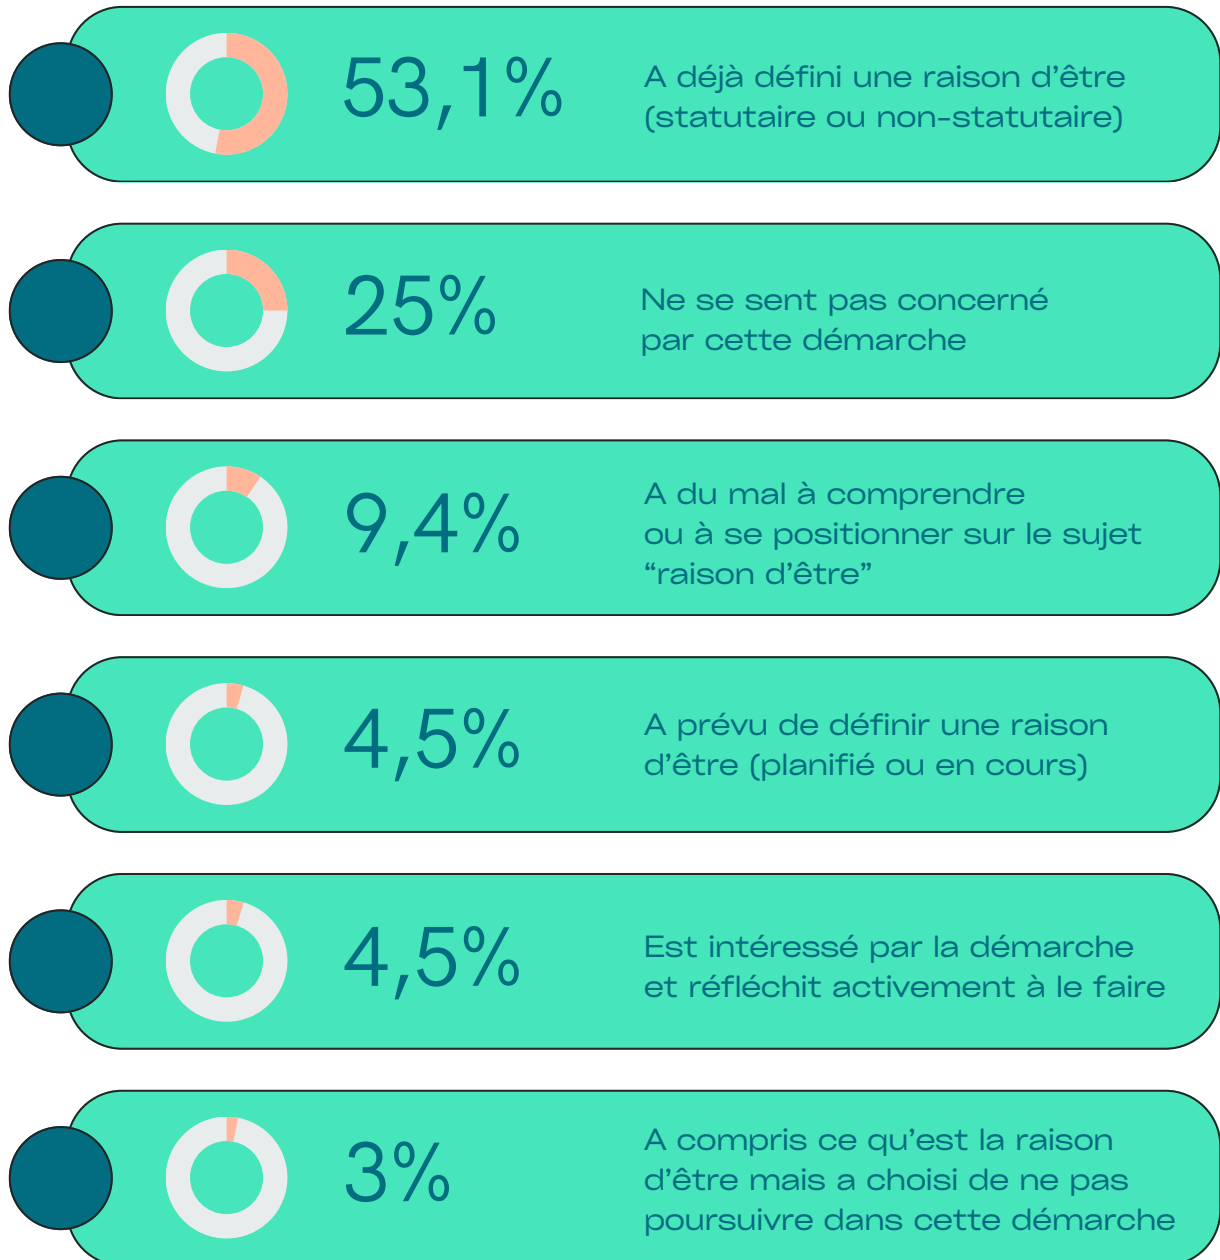 53,1%
A déjà défini une raison d’être
(statutaire ou non-statutaire)
25%
Ne se sent pas concerné
par cette démarche
9,4%
A du mal à comprendre
ou à se positionner sur le sujet
“raison d’être”
4,5%
A prévu de définir une raison
d’être (planifié ou en cours)
4,5%
Est intéressé par la démarche
et réfléchit activement à le faire
3%
A compris ce qu’est la raison
d’être mais a choisi de ne pas
poursuivre dans cette démarche